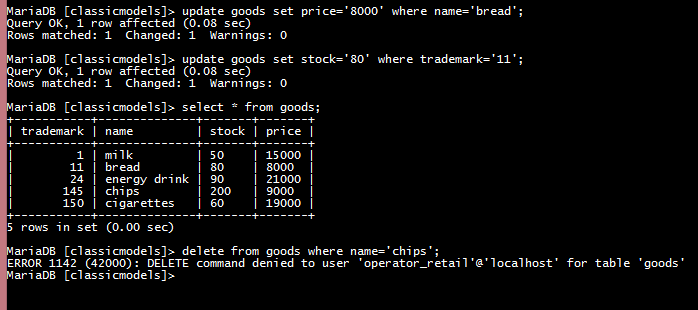 MariaDB [classicmodels]> update goods set price='8000' where name='bread';
Query OK, 1 row affected (0.08 sec)
Rows matched: 1  Changed: 1  Warnings: 0

MariaDB [classicmodels]> update goods set stock='80' where trademark='11';
Query OK, 1 row affected (0.08 sec)
Rows matched: 1  Changed: 1  Warnings: 0

MariaDB [classicmodels]> select * from goods;
+-----------+--------------+-------+-------+
| trademark | name         | stock | price |
+-----------+--------------+-------+-------+
|         1 | milk         | 50    | 15000 |
|        11 | bread        | 80    | 8000  |
|        24 | energy drink | 90    | 21000 |
|       145 | chips        | 200   | 9000  |
|       150 | cigarettes   | 60    | 19000 |
+-----------+--------------+-------+-------+
5 rows in set (0.00 sec)

MariaDB [classicmodels]> delete from goods where name='chips';
ERROR 1142 (42000): DELETE command denied to user 'operator_retail'@'localhost' for table 'goods'
MariaDB [classicmodels]>